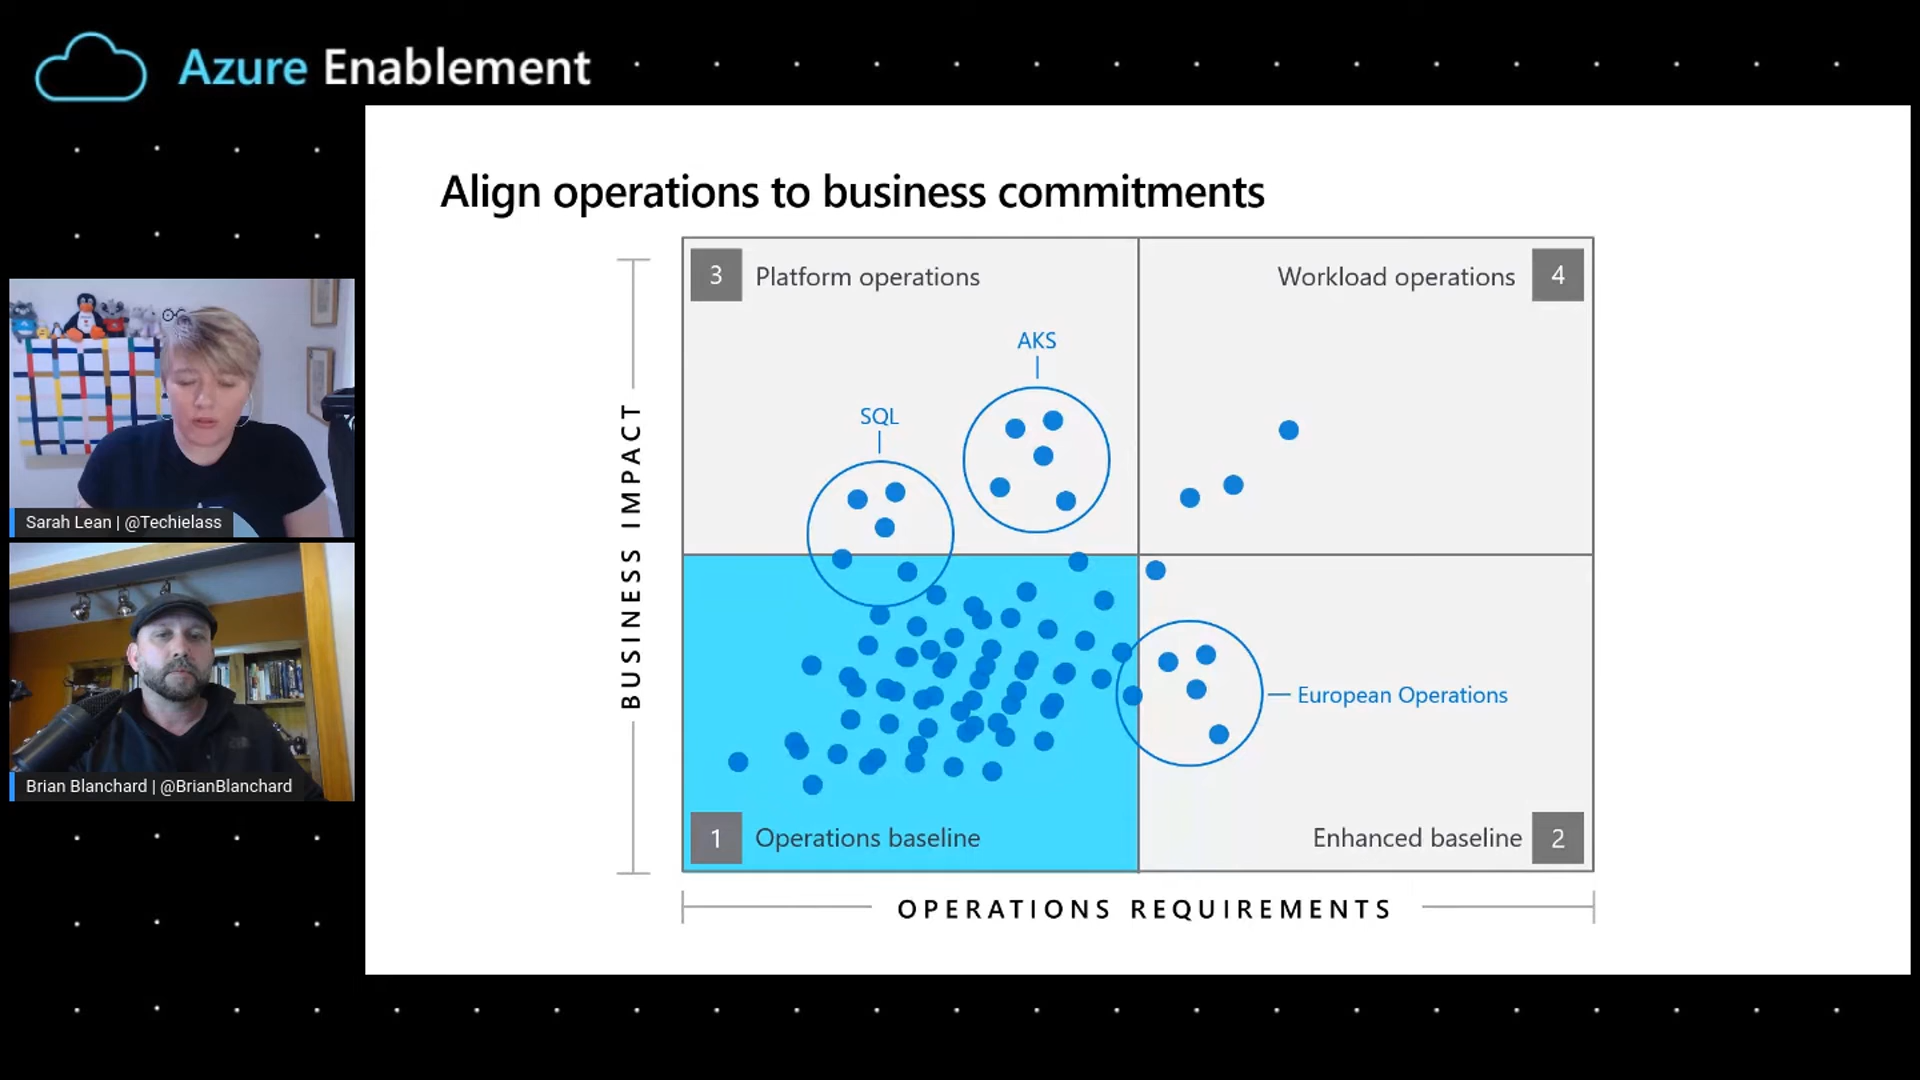 Azure Enablement
Align operations to business commitments
3 Platform operations
Workload operations 4
AKS
SQL
BUSINESS IMPACT
European Operations
1 Operations baseline
Enhanced baseline 2
OPERATIONS REQUIREMENTS
Sarah Lean | @Techielass
Brian Blanchard | @BrianBlanchard